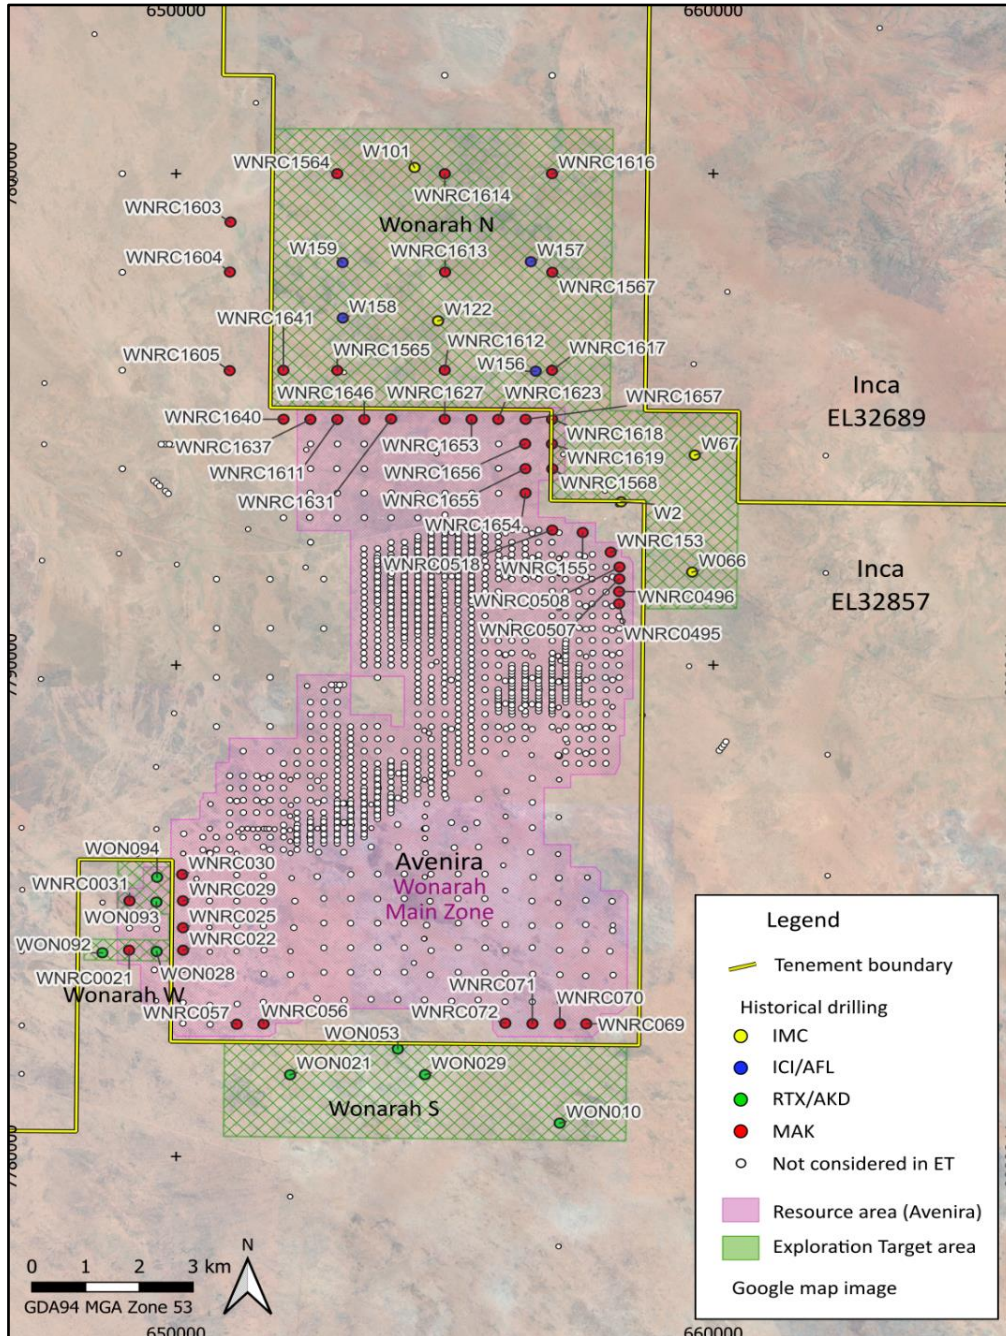 650000
660000
7800000
7800000
W101
WNRC1564
WNRC1616
WNRC1614
WNRC1603
Wonarah N
W159
WNRC1613
W157
WNRC1604
WNRC1567
W158
W122
WNRC1641
WNRC1612
WNRC1605
WNRC1565
W156
WNRC1617
WNRC1646
WNRC1627
WNRC1623
WNRC1657
Inca
EL32689
WNRC1640
WNRC1637
WNRC1653
WNRC1618
W67
WNRC1611
WNRC1656
WNRC1619
WNRC1631
WNRC1655
WNRC1568
WNRC1654
W2
WNRC0518
WNRC155
WNRC153
W066
Inca
EL32857
WNRC0508
WNRC0496
WNRC0507
WNRC0495
7790000
WON094
WNRC030
Avenira
Wonarah
Main Zone
WNRC0031
WNRC029
WON093
WNRC025
WON092
WNRC022
WNRC0021
WON028
Wonarah W
WNRC057
WNRC056
WNRC071
WNRC070
WNRC072
WNRC069
WON053
WON021
WON029
Wonarah S
WON010
7780000
Legend
Tenement boundary
Historical drilling
IMC
ICI/AFL
RTX/AKD
MAK
Not considered in ET
Resource area (Avenira)
Exploration Target area
Google map image
N
0 1 2 3 km
GDA94 MGA Zone 53
650000
660000